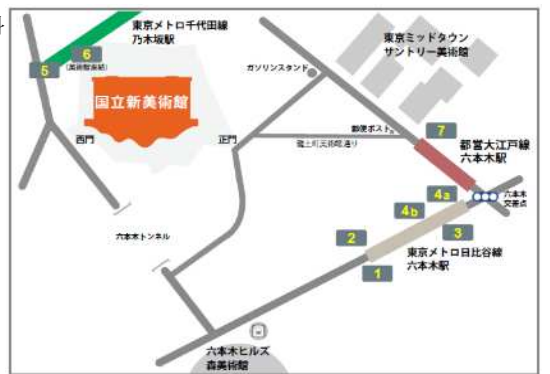 東京メトロ千代田線
乃木坂駅
6
5
国立新美術館
西門
正門
東京ミッドタウン
サントリー美術館
ガソリンスタンド
郵便ポスト
龍土町美術館通り
7
都営大江戸線
六本木駅
六本木
交差点
4a
4b
3
2
1
東京メトロ日比谷線
六本木駅
六本木トンネル
六本木ヒルズ
森美術館